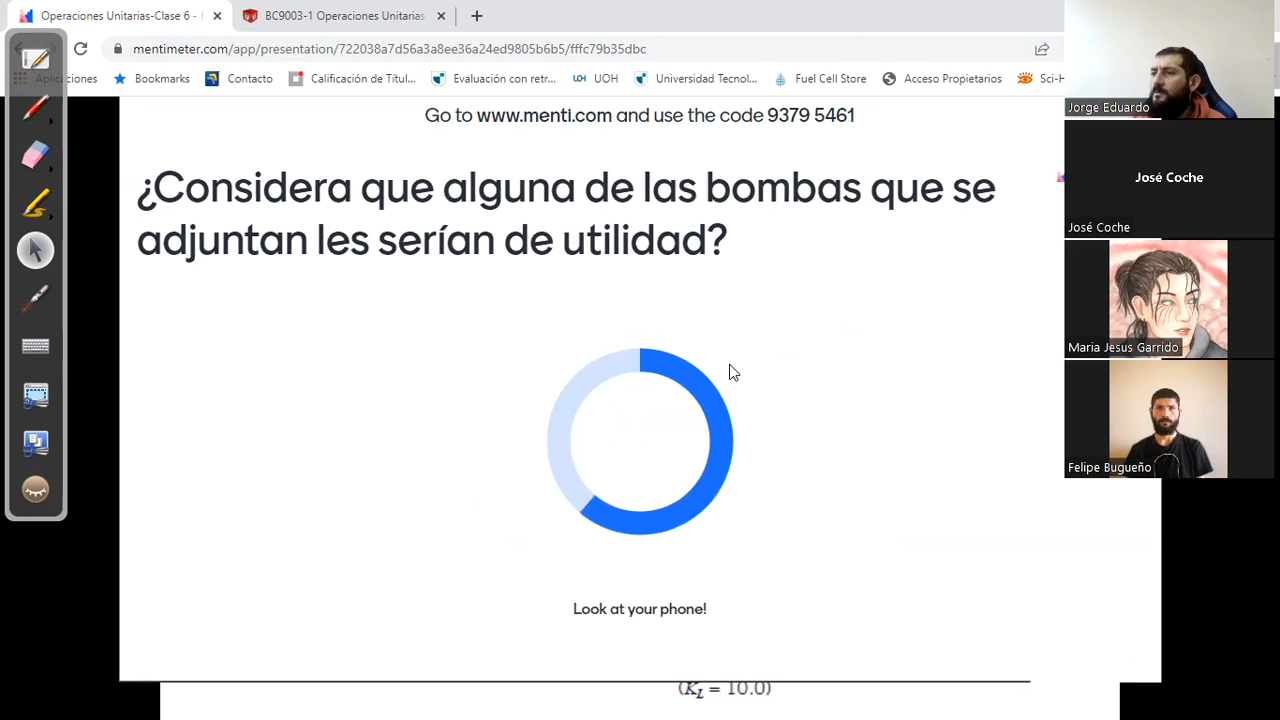 Operaciones Unitarias-Clase 6 -
BC9003-1 Operaciones Unitarias
mentimeter.com/app/presentation/722038a7d56a3a8ee36a24ed9805b6b5/fffc79b35dbc
Aplicaciones
Bookmarks
Contacto
Calificación de Títul...
Evaluación con retr...
UOH
Universidad Tecnol...
Fuel Cell Store
Acceso Propietarios
Sci-H
Go to www.menti.com and use the code 9379 5461
¿Considera que alguna de las bombas que se
adjuntan les serían de utilidad?
Look at your phone!
(K_L = 10.0)
Jorge Eduardo
José Coche
José Coche
Maria Jesus Garrido
Felipe Bugueño